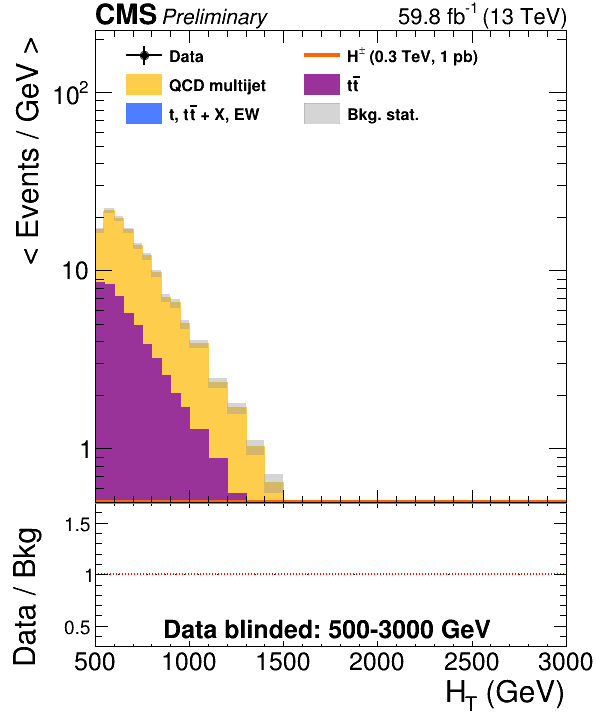 CMS Preliminary 59.8 fb⁻¹ (13 TeV)
< Events / GeV >
Data
H± (0.3 TeV, 1 pb)
QCD multijet
tt̄
t, tt̄ + X, EW
Bkg. stat.
10²
10
1
Data / Bkg
1.5
1
0.5
Data blinded: 500-3000 GeV
500 1000 1500 2000 2500 3000
H_T (GeV)